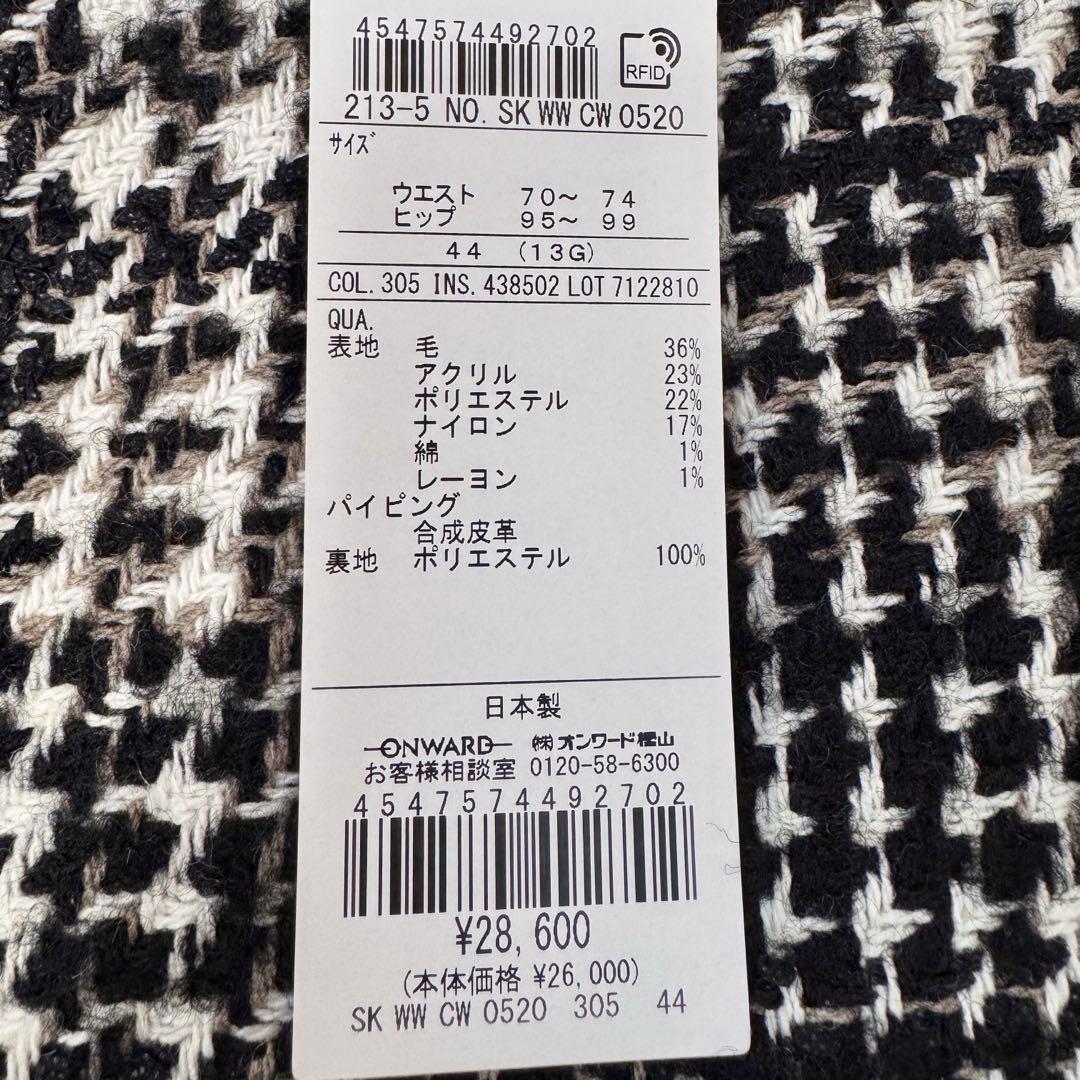 4547574492702
RFID
213-5 NO. SK WW CW 0520
サイズ
ウエスト 70〜 74
ヒップ 95〜 99
44 (13G)
COL. 305 INS. 438502 LOT 7122810
QUA.
表地 毛 36%
アクリル 23%
ポリエステル 22%
ナイロン 17%
綿 1%
レーヨン 1%
パイピング
合成皮革
裏地 ポリエステル 100%
日本製
ONWARD ㈱オンワード樫山
お客様相談室 0120-58-6300
4547574492702
¥28,600
(本体価格 ¥26,000)
SK WW CW 0520 305 44